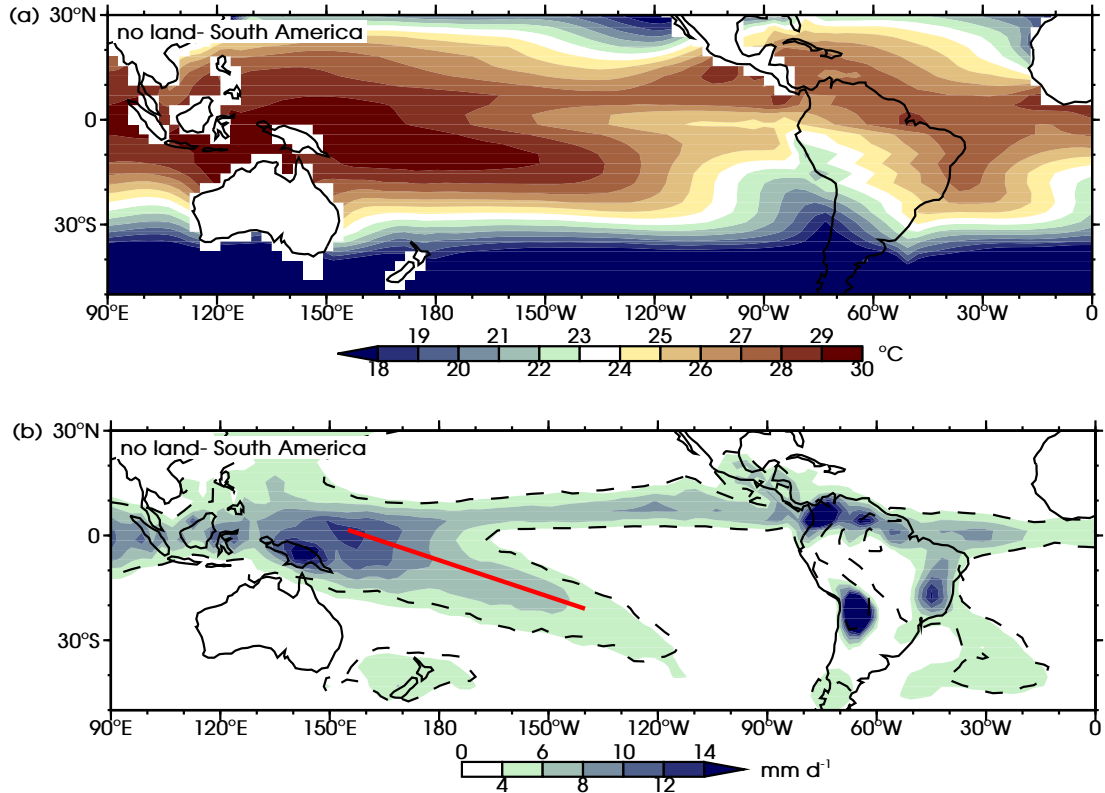 (a)
30°N
no land- South America
0
30°S
90°E 120°E 150°E 180° 150°W 120°W 90°W 60°W 30°W 0
19 21 23 25 27 29
18 20 22 24 26 28 30
°C
(b)
30°N
no land- South America
0
30°S
90°E 120°E 150°E 180° 150°W 120°W 90°W 60°W 30°W 0
0 6 10 14
4 8 12
mm d⁻¹